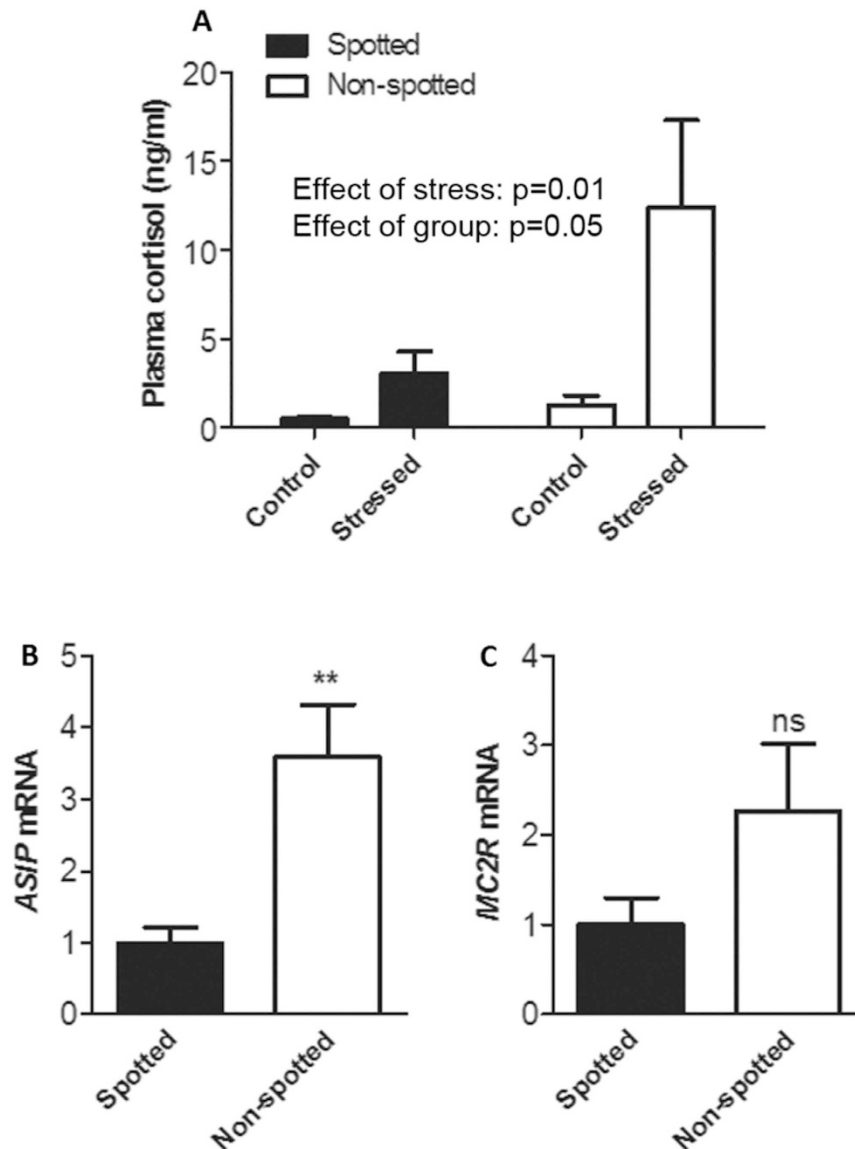 A
Spotted
Non-spotted
Plasma cortisol (ng/ml)
20
15
10
5
0
Effect of stress: p=0.01
Effect of group: p=0.05
Control
Stressed
Control
Stressed
B
ASIP mRNA
5
4
3
2
1
0
**
Spotted
Non-spotted
C
MC2R mRNA
4
3
2
1
0
ns
Spotted
Non-spotted